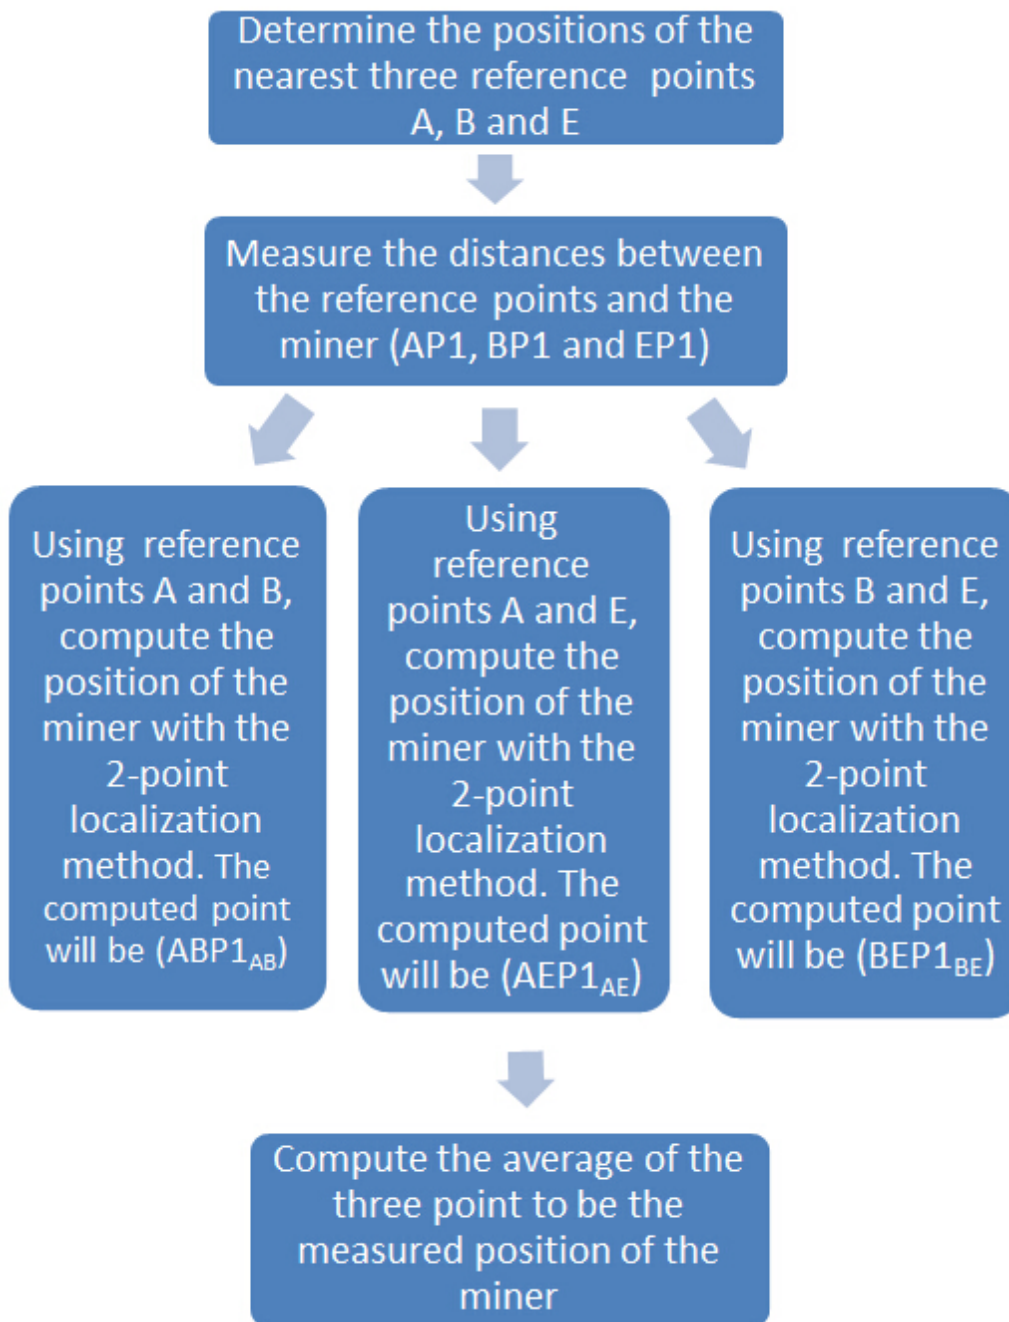 Determine the positions of the
nearest three reference points
A, B and E
Measure the distances between
the reference points and the
miner (AP1, BP1 and EP1)
Using reference
points A and B,
compute the
position of the
miner with the
2-point
localization
method. The
computed point
will be (ABP1AB)
Using
reference
points A and E,
compute the
position of the
miner with the
2-point
localization
method. The
computed point
will be (AEP1AE)
Using reference
points B and E,
compute the
position of the
miner with the
2-point
localization
method. The
computed point
will be (BEP1BE)
Compute the average of the
three point to be the
measured position of the
miner